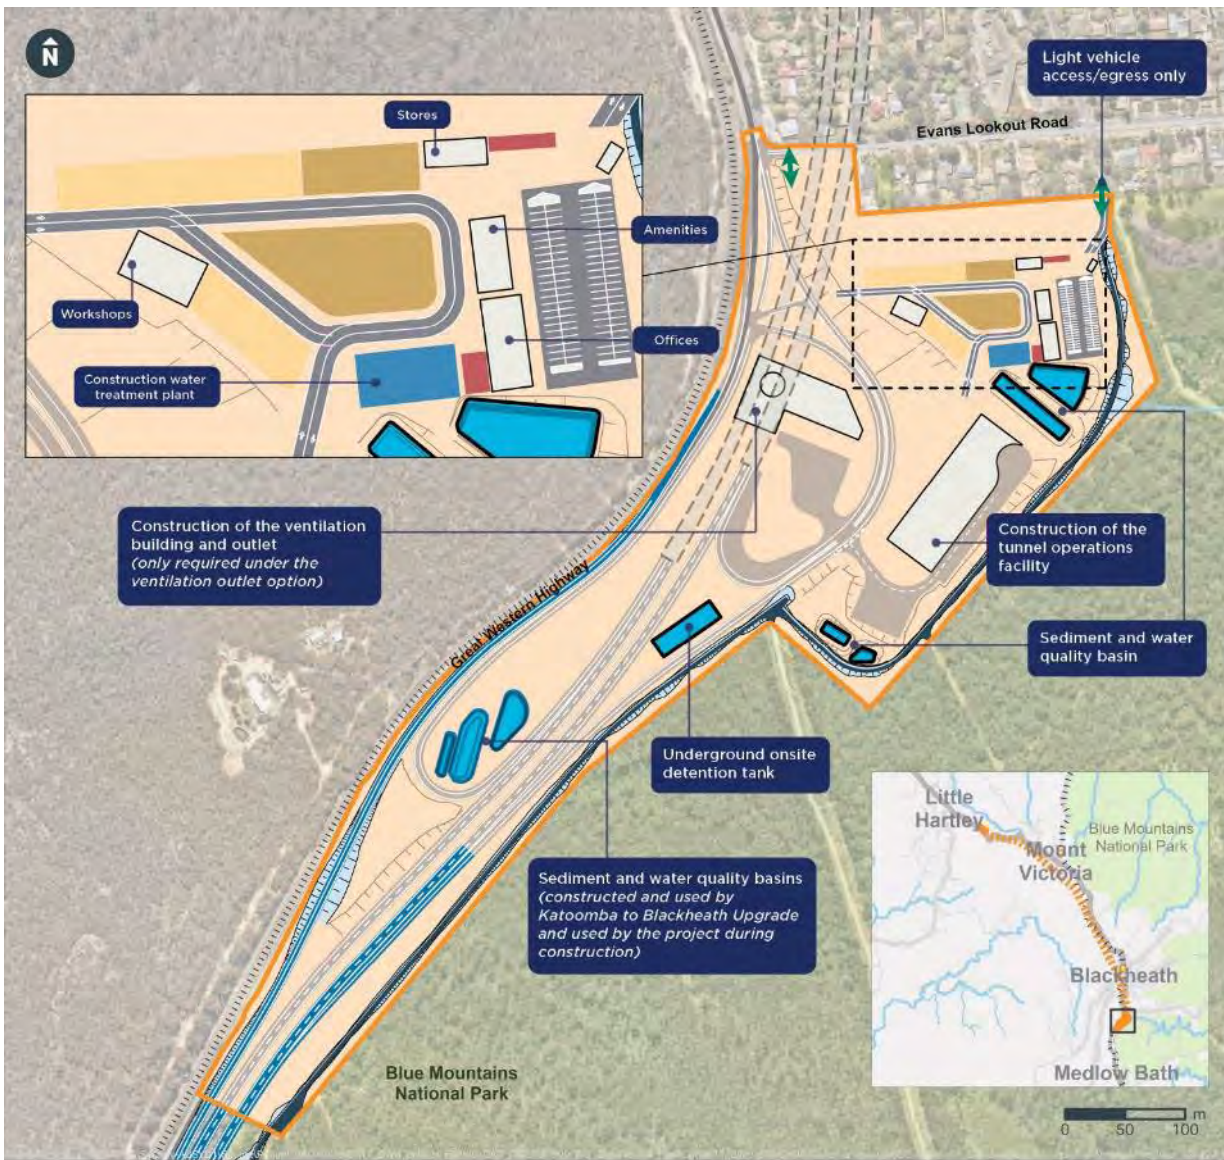 N
Light vehicle
access/egress only
Evans Lookout Road
Stores
Amenities
Workshops
Offices
Construction water
treatment plant
Construction of the ventilation
building and outlet
(only required under the
ventilation outlet option)
Construction of the
tunnel operations
facility
Great Western Highway
Sediment and water
quality basin
Underground onsite
detention tank
Sediment and water quality basins
(constructed and used by
Katoomba to Blackheath Upgrade
and used by the project during
construction)
Little
Hartley
Blue Mountains
National Park
Mount
Victoria
Blackheath
Medlow Bath
Blue Mountains
National Park
m
0 50 100